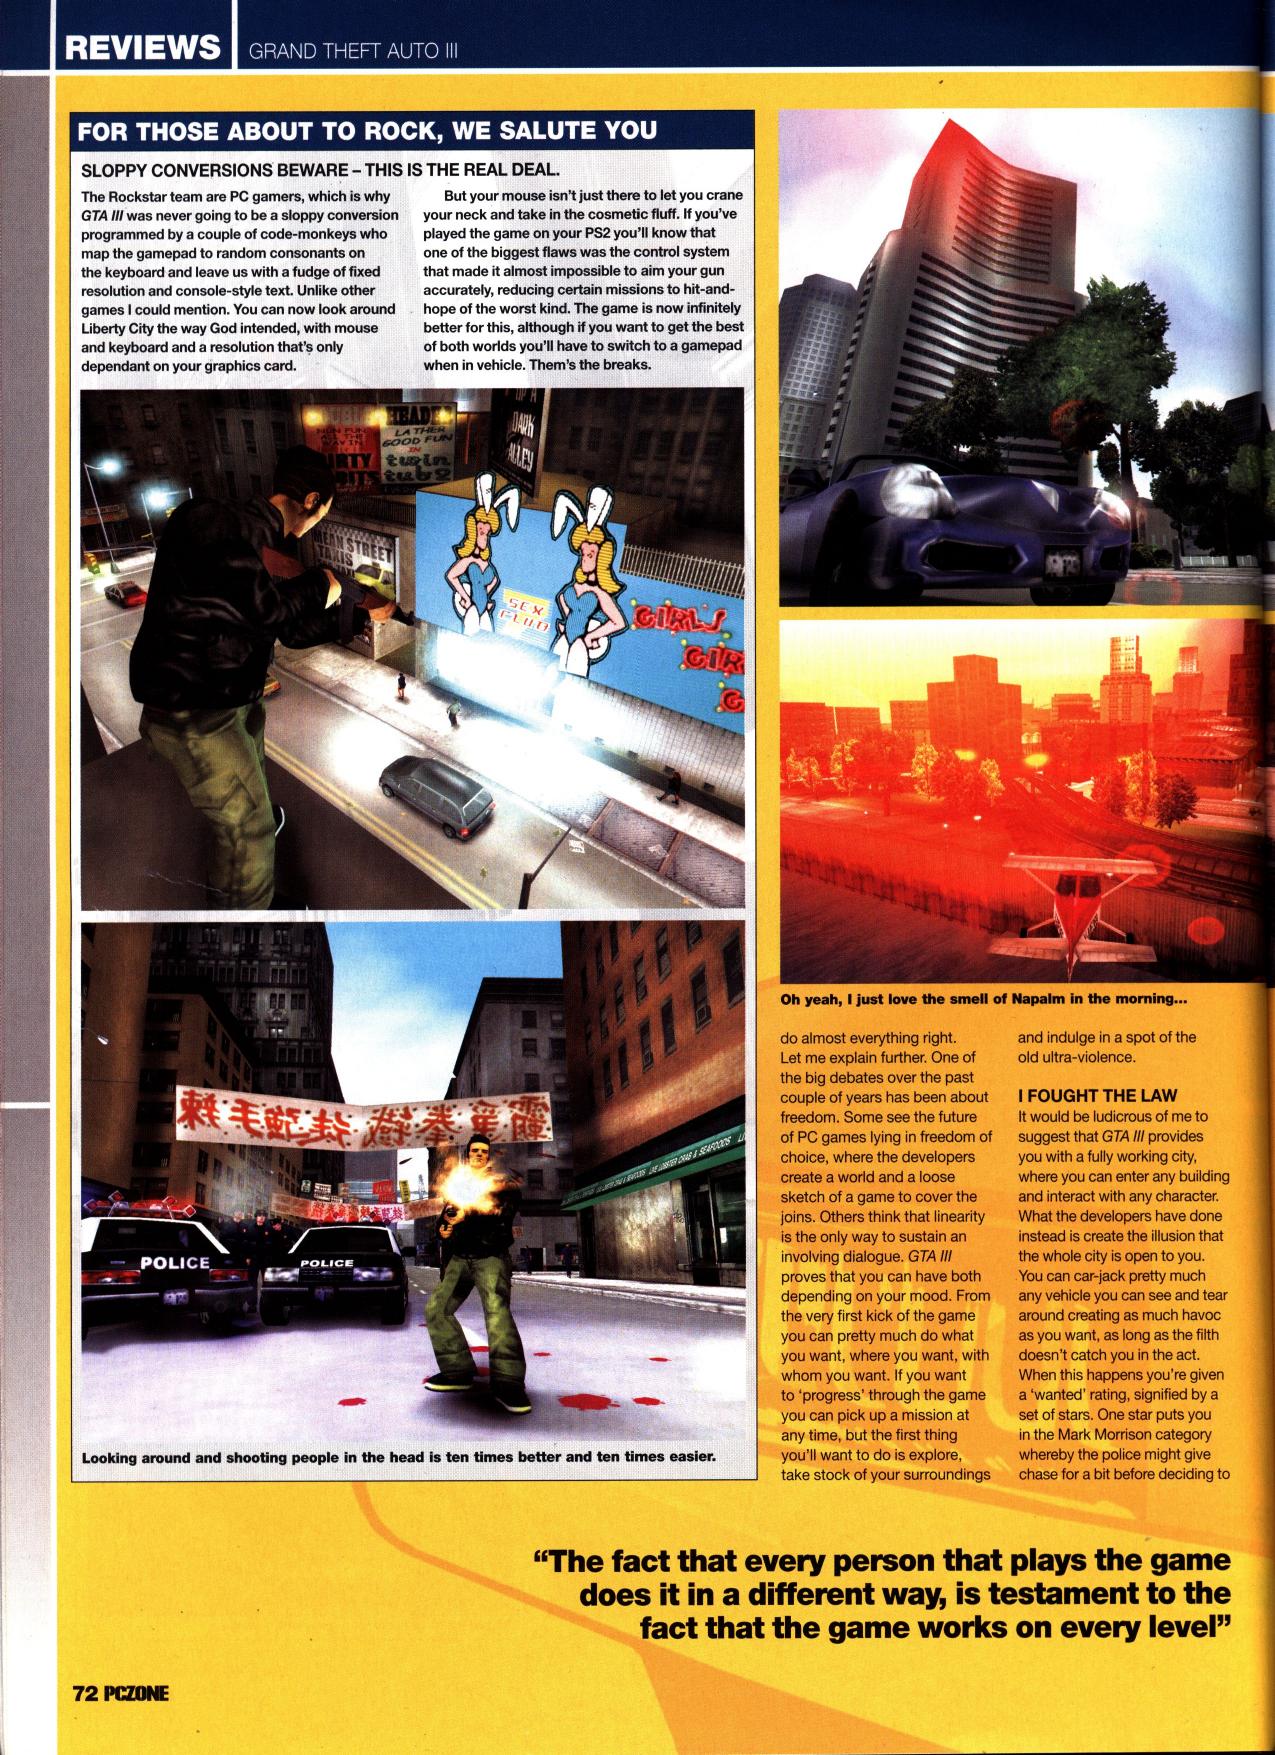 REVIEWS
GRAND THEFT AUTO III
FOR THOSE ABOUT TO ROCK, WE SALUTE YOU
SLOPPY CONVERSIONS BEWARE – THIS IS THE REAL DEAL.
The Rockstar team are PC gamers, which is why
GTA III was never going to be a sloppy conversion
programmed by a couple of code-monkeys who
map the gamepad to random consonants on
the keyboard and leave us with a fudge of fixed
resolution and console-style text. Unlike other
games I could mention. You can now look around
Liberty City the way God intended, with mouse
and keyboard and a resolution that's only
dependant on your graphics card.
But your mouse isn't just there to let you crane
your neck and take in the cosmetic fluff. If you've
played the game on your PS2 you'll know that
one of the biggest flaws was the control system
that made it almost impossible to aim your gun
accurately, reducing certain missions to hit-and-
hope of the worst kind. The game is now infinitely
better for this, although if you want to get the best
of both worlds you'll have to switch to a gamepad
when in vehicle. Them's the breaks.
HEADS
LATHER
GOOD FUN
IN
twin
tubs
DARK
ALLEY
MEAN STREET
SEX
CLUB
GIRLS
GIR
G
POLICE
POLICE
LIVE LOBSTER CRAB & SEAFOODS
Looking around and shooting people in the head is ten times better and ten times easier.
Oh yeah, I just love the smell of Napalm in the morning...
do almost everything right.
Let me explain further. One of
the big debates over the past
couple of years has been about
freedom. Some see the future
of PC games lying in freedom of
choice, where the developers
create a world and a loose
sketch of a game to cover the
joins. Others think that linearity
is the only way to sustain an
involving dialogue. GTA III
proves that you can have both
depending on your mood. From
the very first kick of the game
you can pretty much do what
you want, where you want, with
whom you want. If you want
to 'progress' through the game
you can pick up a mission at
any time, but the first thing
you'll want to do is explore,
take stock of your surroundings
and indulge in a spot of the
old ultra-violence.
I FOUGHT THE LAW
It would be ludicrous of me to
suggest that GTA III provides
you with a fully working city,
where you can enter any building
and interact with any character.
What the developers have done
instead is create the illusion that
the whole city is open to you.
You can car-jack pretty much
any vehicle you can see and tear
around creating as much havoc
as you want, as long as the filth
doesn't catch you in the act.
When this happens you're given
a 'wanted' rating, signified by a
set of stars. One star puts you
in the Mark Morrison category
whereby the police might give
chase for a bit before deciding to
“The fact that every person that plays the game
does it in a different way, is testament to the
fact that the game works on every level”
72 PCZONE